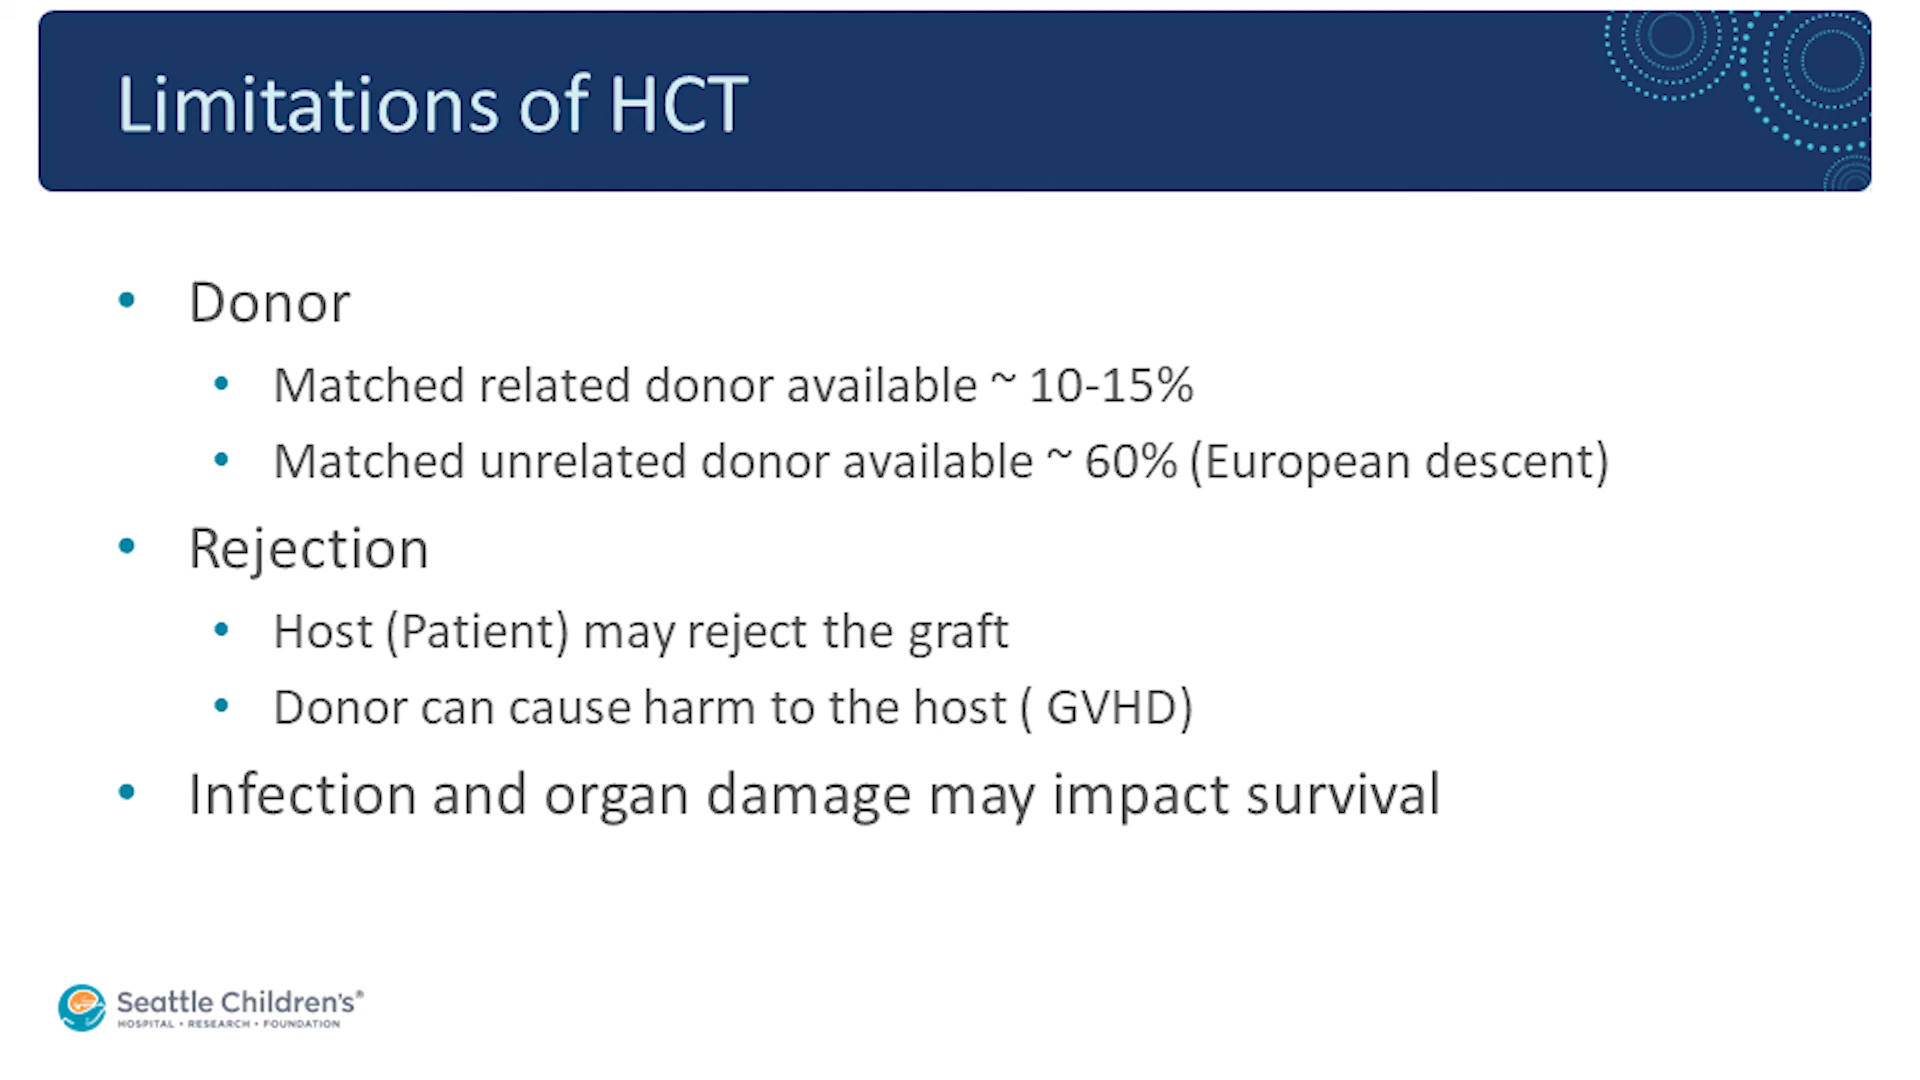 Limitations of HCT
• Donor
• Matched related donor available ~ 10-15%
• Matched unrelated donor available ~ 60% (European descent)
• Rejection
• Host (Patient) may reject the graft
• Donor can cause harm to the host ( GVHD)
• Infection and organ damage may impact survival
Seattle Children's®
HOSPITAL • RESEARCH • FOUNDATION